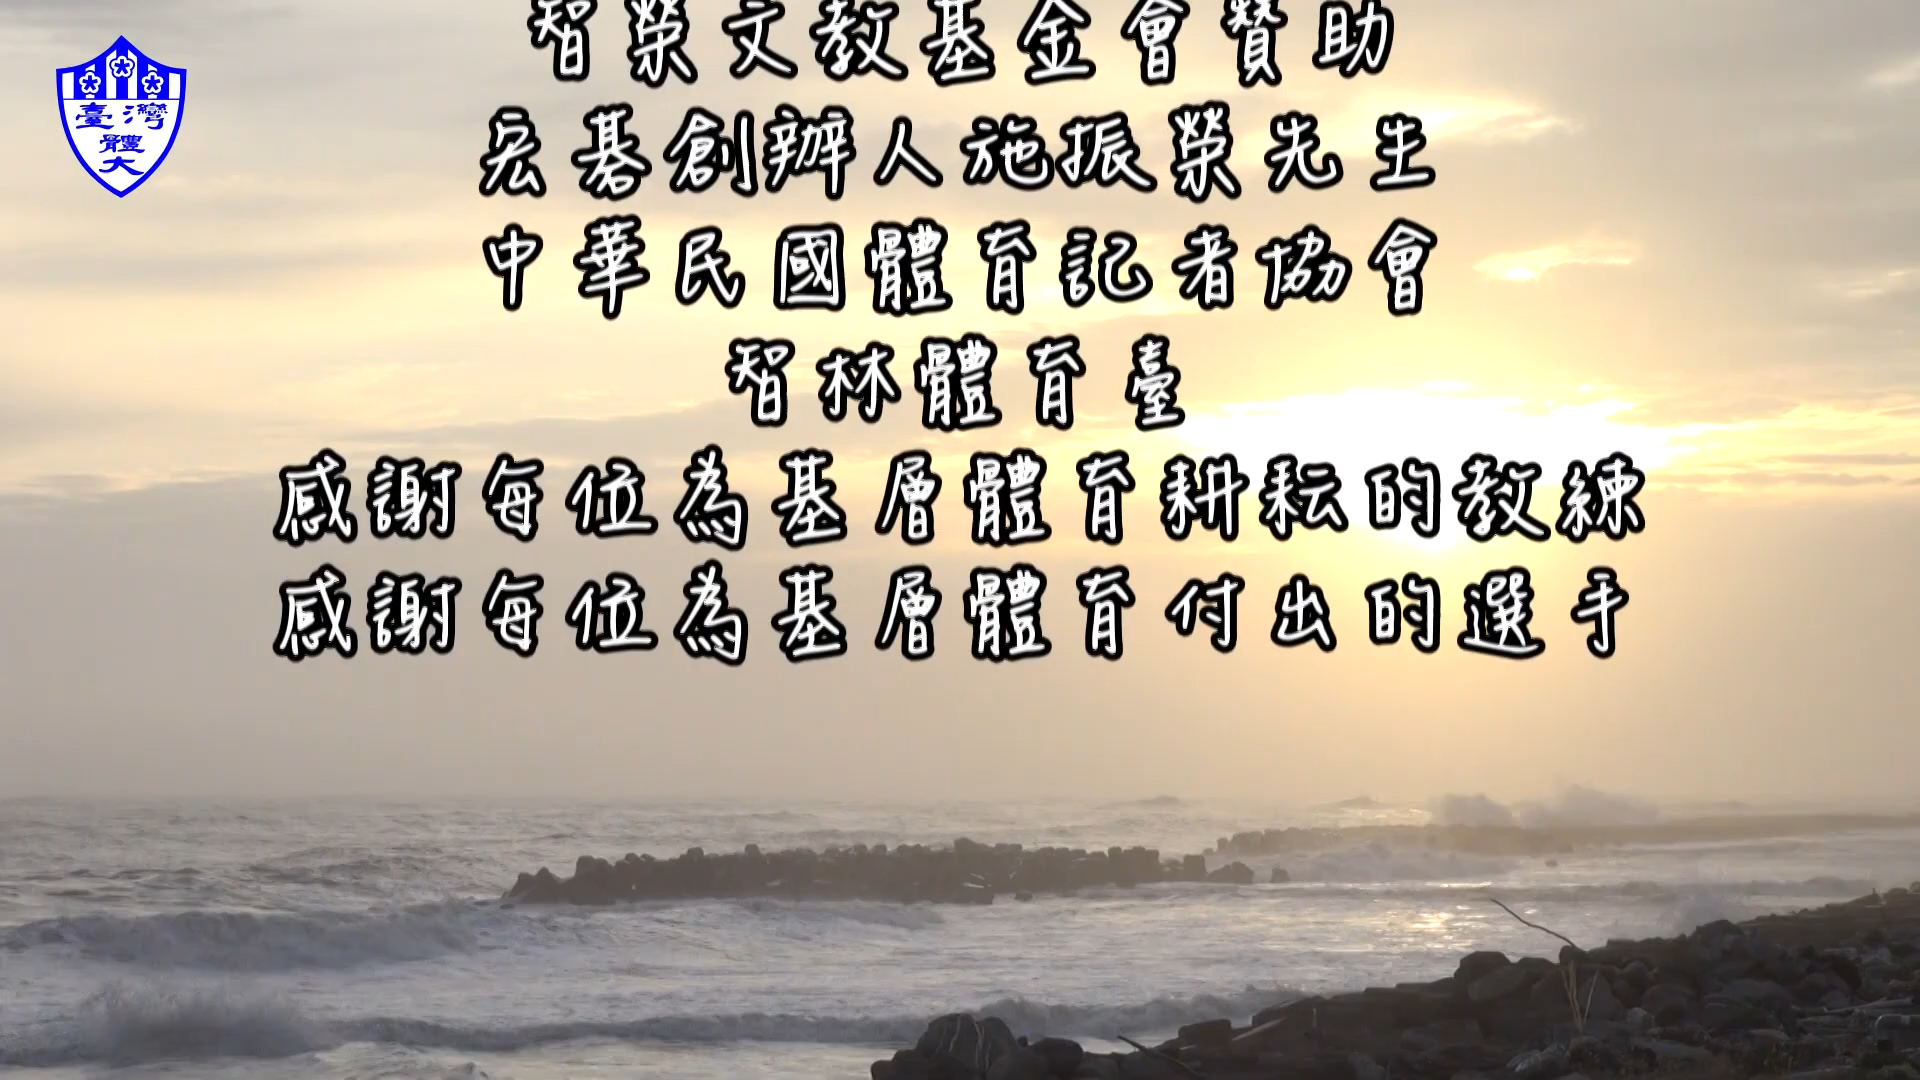 智榮文教基金會贊助
宏碁創辦人施振榮先生
中華民國體育記者協會
智林體育臺
感謝每位為基層體育耕耘的教練
感謝每位為基層體育付出的選手
臺灣
體
大